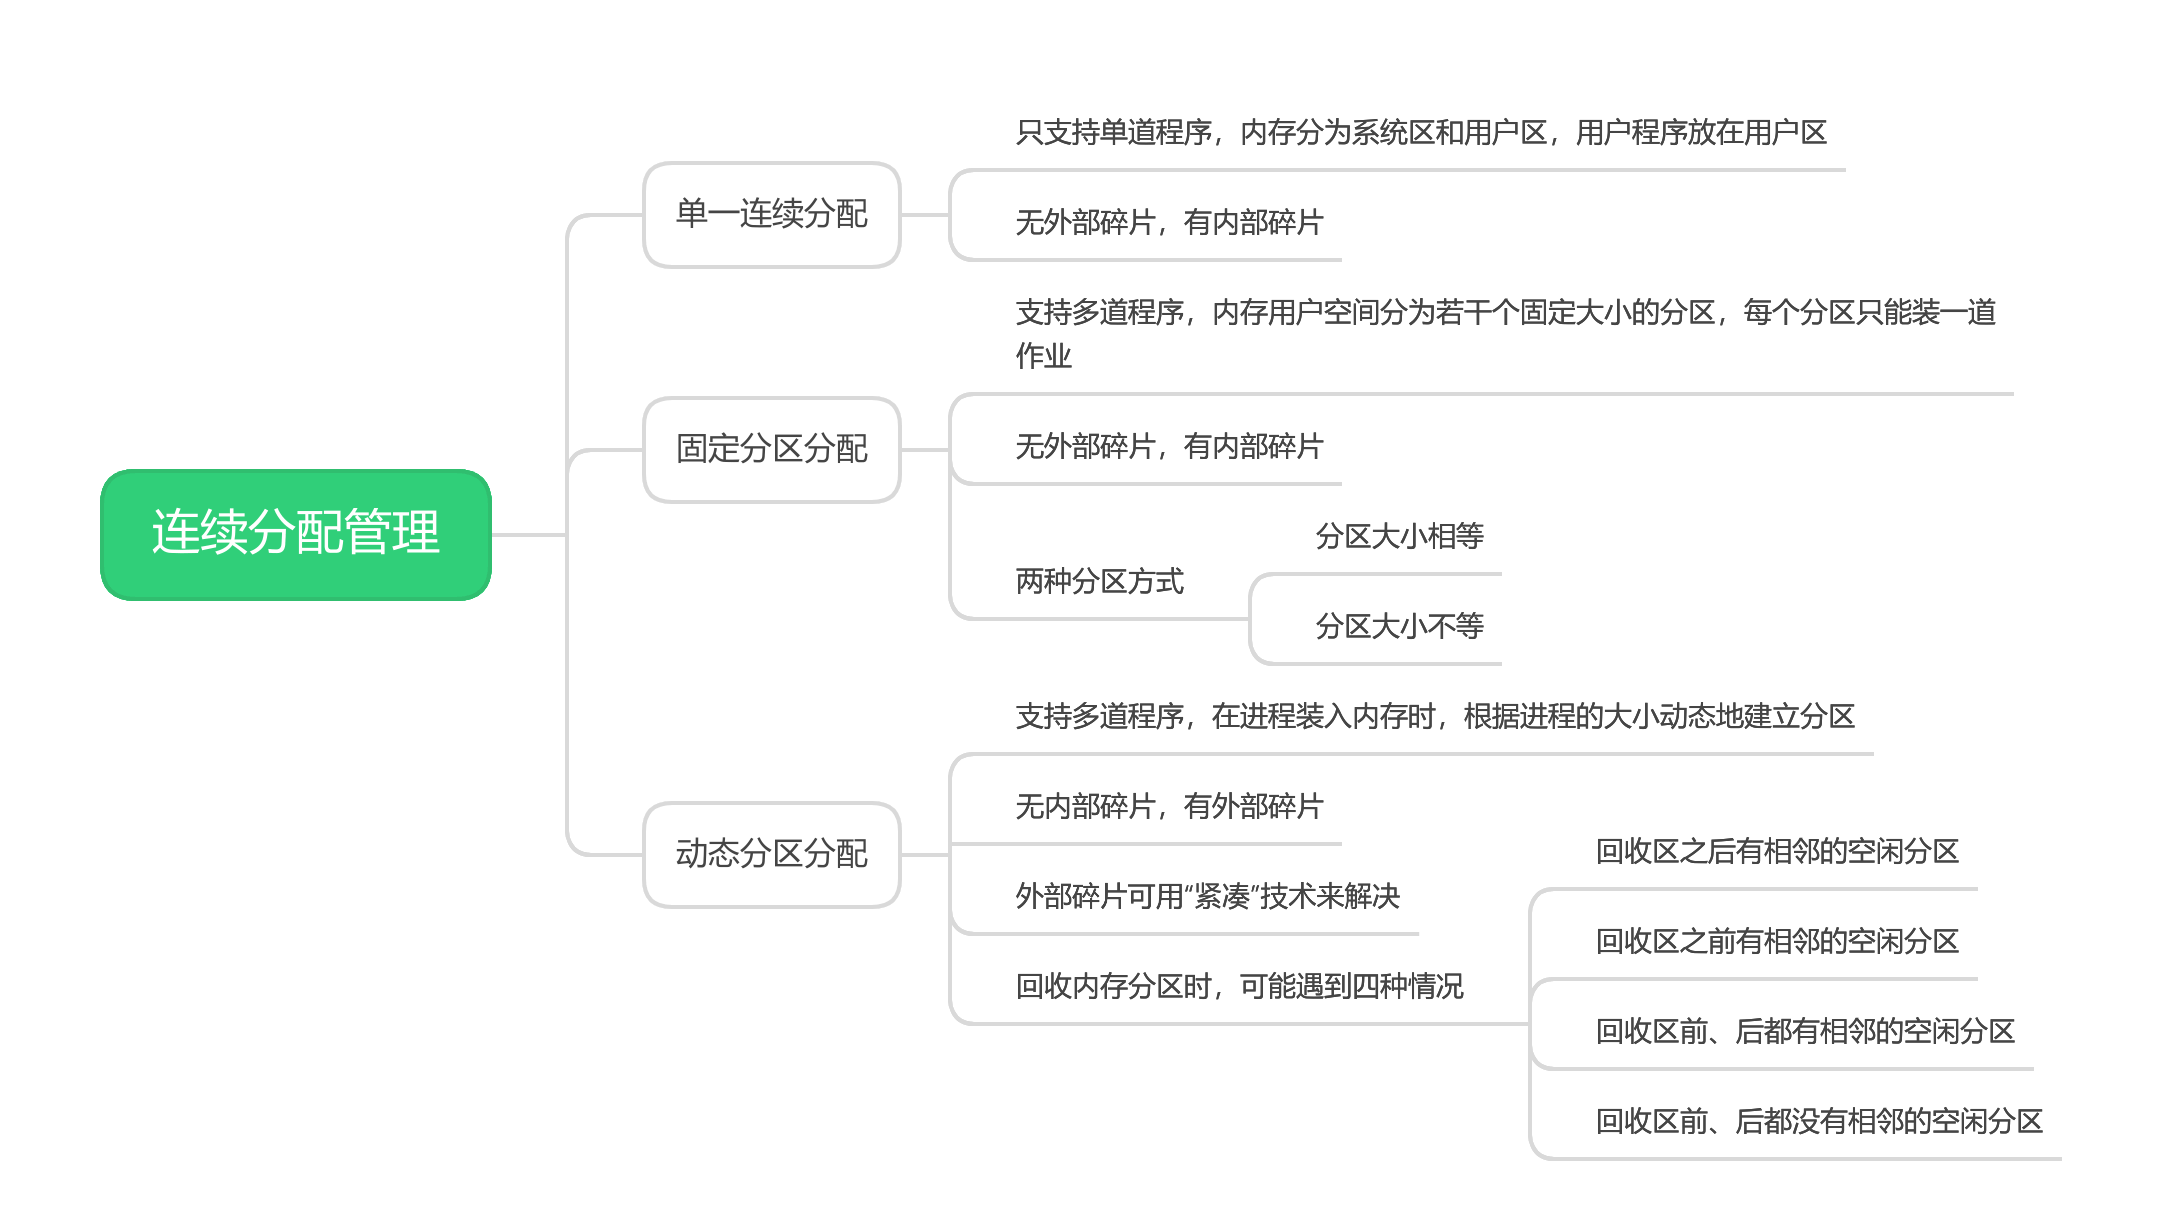 连续分配管理
单一连续分配
只支持单道程序，内存分为系统区和用户区，用户程序放在用户区
无外部碎片，有内部碎片
固定分区分配
支持多道程序，内存用户空间分为若干个固定大小的分区，每个分区只能装一道
作业
无外部碎片，有内部碎片
两种分区方式
分区大小相等
分区大小不等
动态分区分配
支持多道程序，在进程装入内存时，根据进程的大小动态地建立分区
无内部碎片，有外部碎片
外部碎片可用“紧凑”技术来解决
回收内存分区时，可能遇到四种情况
回收区之后有相邻的空闲分区
回收区之前有相邻的空闲分区
回收区前、后都有相邻的空闲分区
回收区前、后都没有相邻的空闲分区